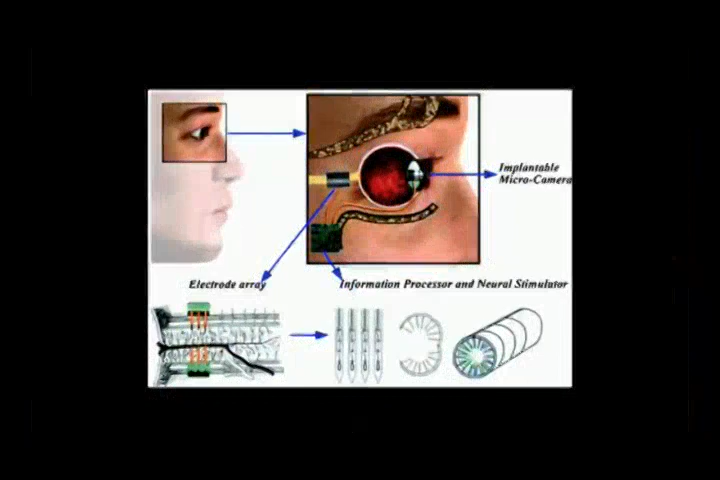 Implantable
Micro-Camera
Electrode array
Information Processor and Neural Stimulator